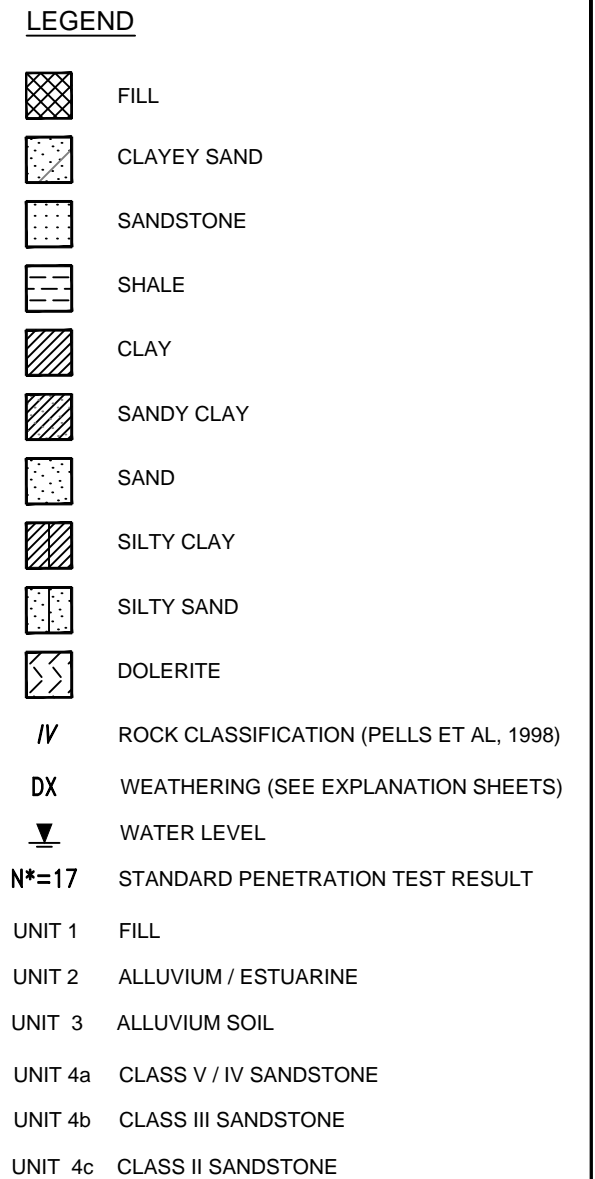 LEGEND
FILL
CLAYEY SAND
SANDSTONE
SHALE
CLAY
SANDY CLAY
SAND
SILTY CLAY
SILTY SAND
DOLERITE
IV ROCK CLASSIFICATION (PELLS ET AL, 1998)
DX WEATHERING (SEE EXPLANATION SHEETS)
WATER LEVEL
N*=17 STANDARD PENETRATION TEST RESULT
UNIT 1 FILL
UNIT 2 ALLUVIUM / ESTUARINE
UNIT 3 ALLUVIUM SOIL
UNIT 4a CLASS V / IV SANDSTONE
UNIT 4b CLASS III SANDSTONE
UNIT 4c CLASS II SANDSTONE